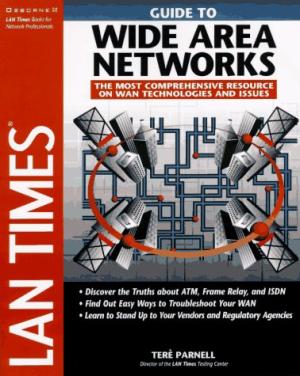 OSBORNE
LAN Times Books for
Network Professionals
GUIDE TO
WIDE AREA
NETWORKS
THE MOST COMPREHENSIVE RESOURCE
ON WAN TECHNOLOGIES AND ISSUES
LAN TIMES®
• Discover the Truths about ATM, Frame Relay, and ISDN
• Find Out Easy Ways to Troubleshoot Your WAN
• Learn to Stand Up to Your Vendors and Regulatory Agencies
TERÈ PARNELL
Director of the LAN Times Testing Center